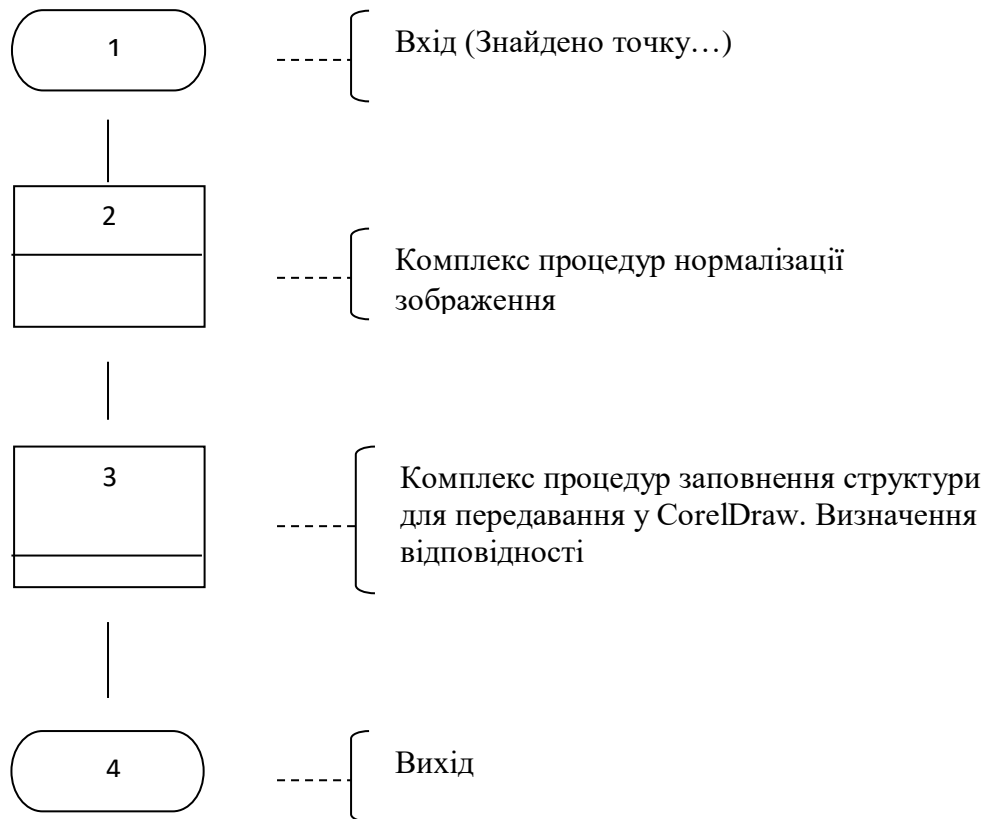 1
Вхід (Знайдено точку…)
2
Комплекс процедур нормалізації
зображення
3
Комплекс процедур заповнення структури
для передавання у CorelDraw. Визначення
відповідності
4
Вихід